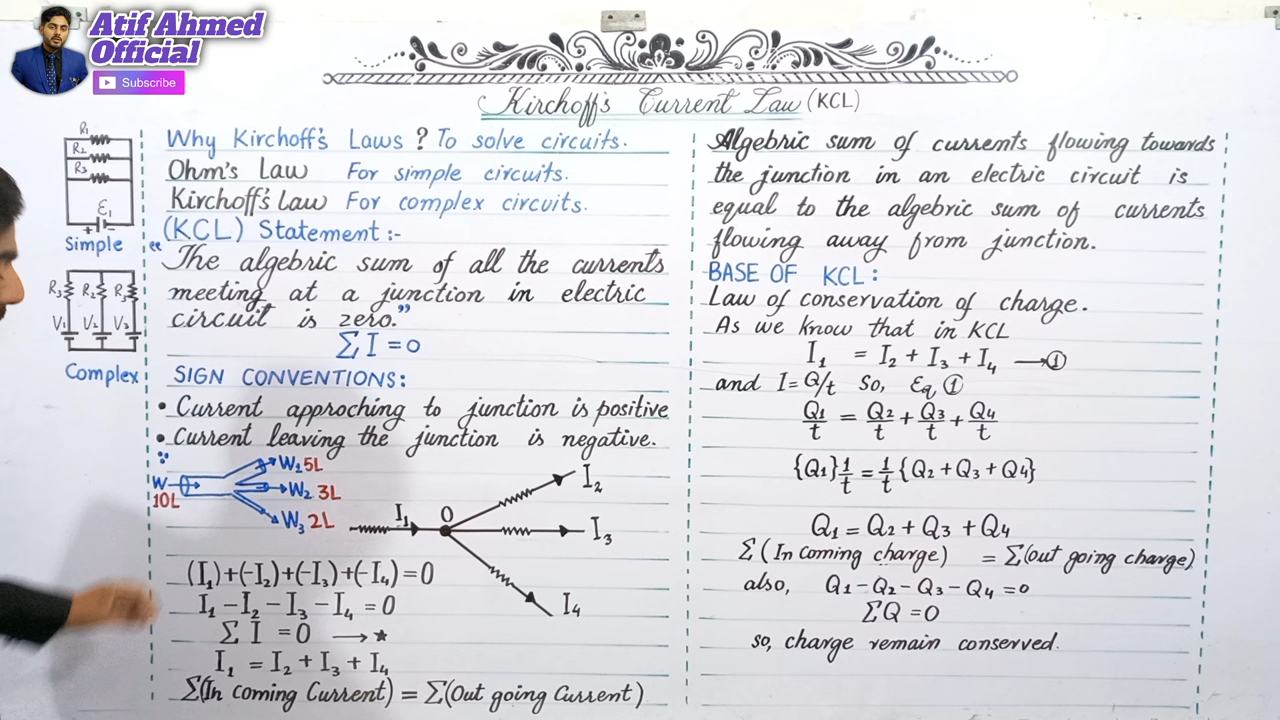 Atif Ahmed
Official
Subscribe
Kirchoff's Current Law (KCL)
R1
R2
R3
Ɛ1
+ -
Simple
R3 R2 R3
V1 V2 V3
Complex
Why Kirchoff's Laws ? To solve circuits.
Ohm's Law For simple circuits.
Kirchoff's Law For complex circuits.
(KCL) Statement :-
"The algebric sum of all the currents
meeting at a junction in electric
circuit is zero."
∑ I = 0
SIGN CONVENTIONS:
• Current approching to junction is positive
• Current leaving the junction is negative.
W 10L
W1 5L
W2 3L
W3 2L
I1 O I2
I3
I4
(I1)+(-I2)+(-I3)+(-I4)=0
I1 - I2 - I3 - I4 = 0
∑ I = 0 → ★
I1 = I2 + I3 + I4
∑(In coming Current) = ∑(Out going Current)
Algebric sum of currents flowing towards
the junction in an electric circuit is
equal to the algebric sum of currents
flowing away from junction.
BASE OF KCL:
Law of conservation of charge.
As we know that in KCL
I1 = I2 + I3 + I4 → ①
and I = Q/t so, Eq ①
Q1/t = Q2/t + Q3/t + Q4/t
{Q1} 1/t = 1/t {Q2 + Q3 + Q4}
Q1 = Q2 + Q3 + Q4
∑ (In coming charge) = ∑(out going charge)
also, Q1 - Q2 - Q3 - Q4 = 0
∑Q = 0
so, charge remain conserved.